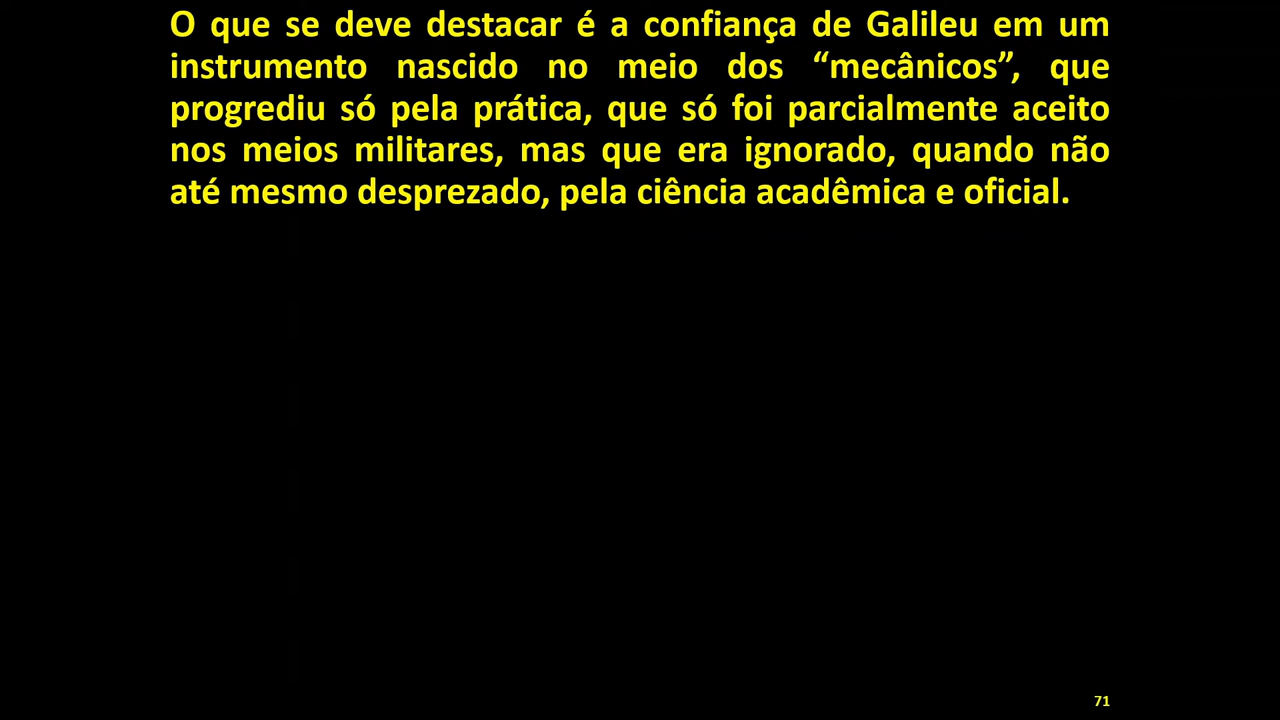 O que se deve destacar é a confiança de Galileu em um
instrumento nascido no meio dos “mecânicos”, que
progrediu só pela prática, que só foi parcialmente aceito
nos meios militares, mas que era ignorado, quando não
até mesmo desprezado, pela ciência acadêmica e oficial.
71